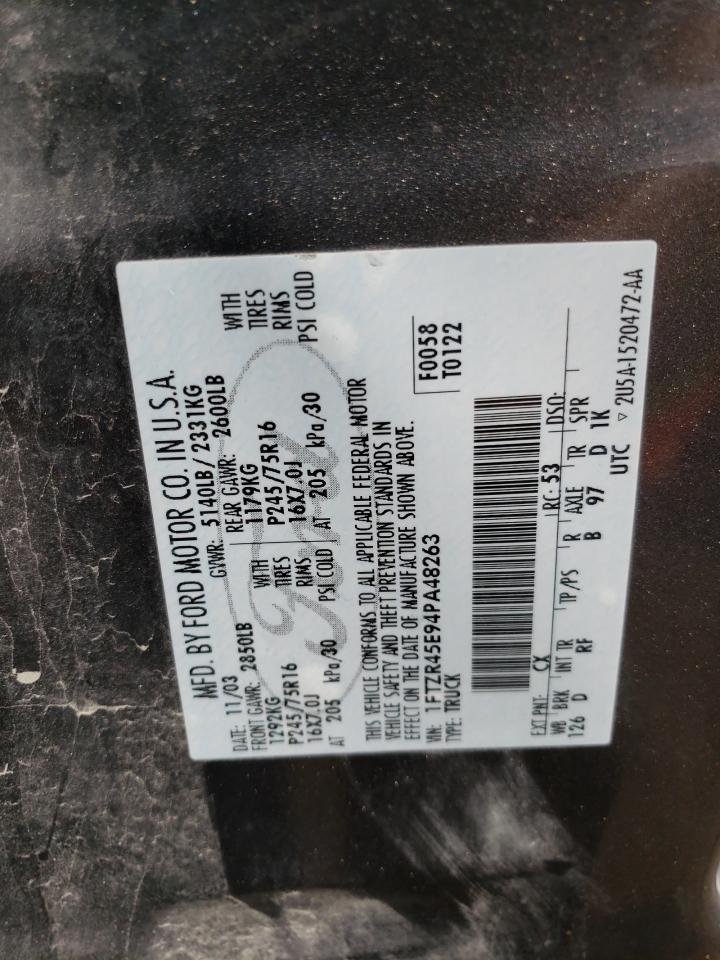 MFD. BY FORD MOTOR CO. IN U.S.A.
DATE: 11/03 GVWR: 5140LB/2331KG
FRONT GAWR: 2850LB REAR GAWR: 2600LB
1292KG WITH 1179KG WITH
P245/75R16 TIRES P245/75R16 TIRES
16X7.0J RIMS 16X7.0J RIMS
AT 205 kPa/30 PSI COLD AT 205 kPa/30 PSI COLD
THIS VEHICLE CONFORMS TO ALL APPLICABLE FEDERAL MOTOR
VEHICLE SAFETY AND THEFT PREVENTION STANDARDS IN
EFFECT ON THE DATE OF MANUFACTURE SHOWN ABOVE.
VIN: 1FTZR45E94PA48263 F0058
TYPE: TRUCK T0122
EXT PNT: CX RC: 53 DSO:
WB BRK INT TR TP/PS R AXLE TR SPR
126 D RF B 97 D 1K
UTC
▽ 2U5A-1520472-AA
Ford